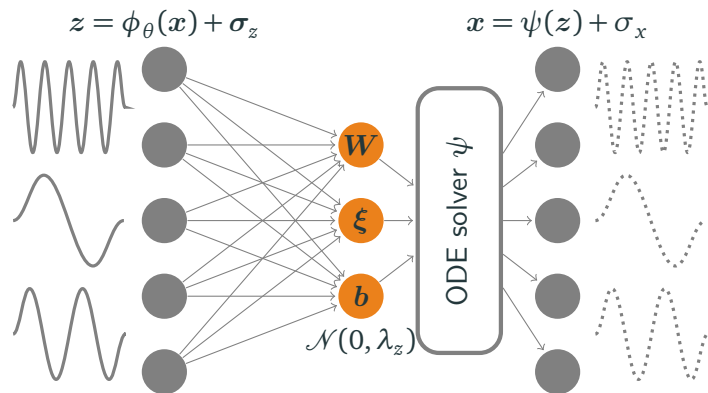 z = ϕ_θ(x) + σ_z
x = ψ(z) + σ_x
W
ξ
b
𝒩(0, λ_z)
ODE solver ψ